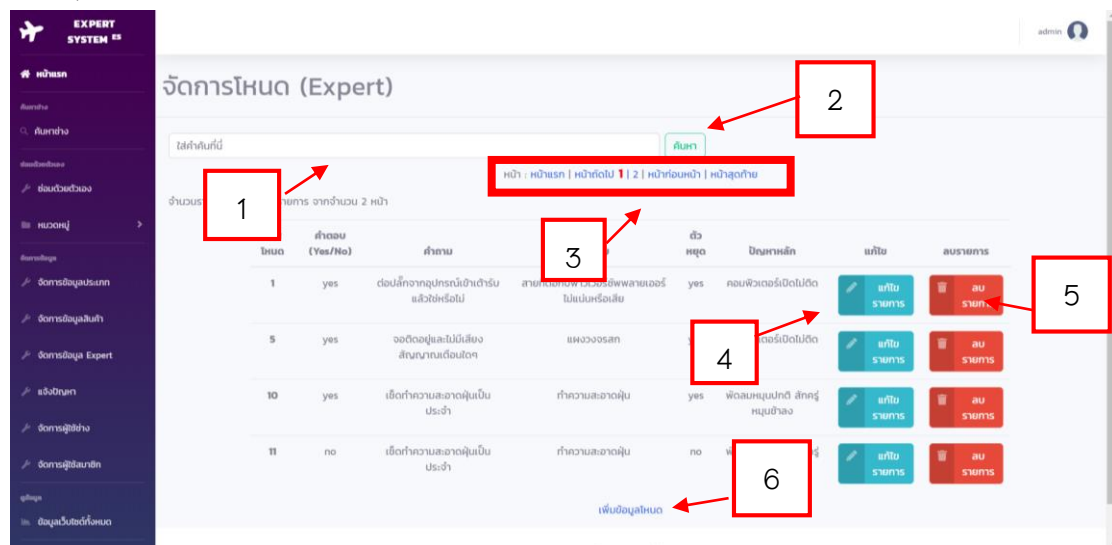 EXPERT
SYSTEM ES
admin
หน้าแรก
ค้นหาช่าง
ค้นหาช่าง
ซ่อมด้วยตัวเอง
ซ่อมด้วยตัวเอง
หมวดหมู่
จัดการข้อมูล
จัดการข้อมูลประเภท
จัดการข้อมูลสินค้า
จัดการข้อมูล Expert
แจ้งปัญหา
จัดการผู้ใช้ช่าง
จัดการผู้ใช้สมาชิก
ดูข้อมูล
ข้อมูลเว็บไซต์ทั้งหมด
จัดการโหนด (Expert)
2
ใส่คำค้นที่นี่
ค้นหา
หน้า : หน้าแรก | หน้าถัดไป 1 | 2 | หน้าก่อนหน้า | หน้าสุดท้าย
1
จากจำนวน 2 หน้า
3
โหนด
คำตอบ
(Yes/No)
คำถาม
ตัว
หยุด
ปัญหาหลัก
แก้ไข
ลบรายการ
1
yes
ต่อปลั๊กจากอุปกรณ์เข้าเต้ารับ
แล้วใช่หรือไม่
ไม่แน่นหรือเสีย
yes
คอมพิวเตอร์เปิดไม่ติด
แก้ไข
รายการ
ลบ
รายการ
5
5
yes
จอติดอยู่และไม่มีเสียง
สัญญาณเตือนใดๆ
แผงวงจรสก
4
แก้ไข
รายการ
ลบ
รายการ
10
yes
เช็ดทำความสะอาดฝุ่นเป็น
ประจำ
ทำความสะอาดฝุ่น
yes
พัดลมหมุนปกติ สักครู่
หมุนช้าลง
แก้ไข
รายการ
ลบ
รายการ
11
no
เช็ดทำความสะอาดฝุ่นเป็น
ประจำ
ทำความสะอาดฝุ่น
no
6
แก้ไข
รายการ
ลบ
รายการ
เพิ่มข้อมูลโหนด